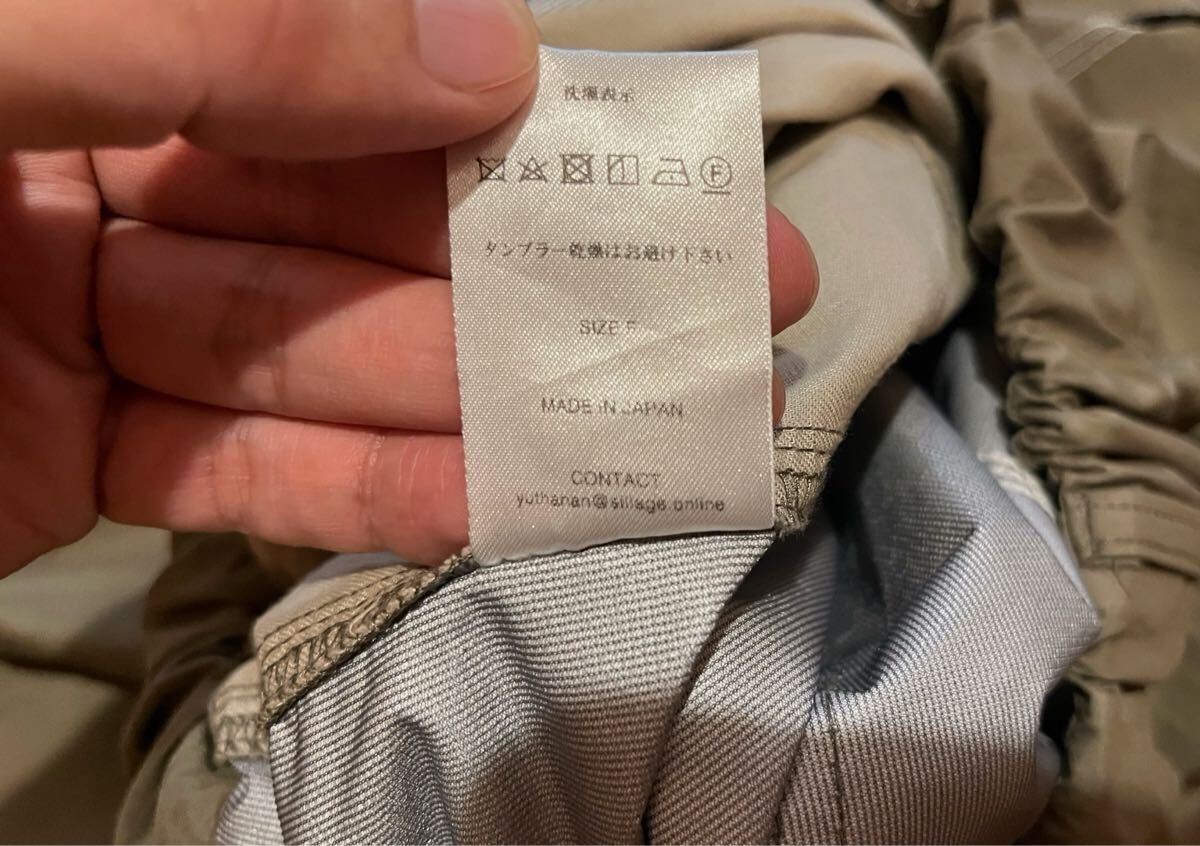 洗濯表示
F
タンブラー乾燥はお避け下さい
SIZE F
MADE IN JAPAN
CONTACT
yuthanan@sillage.online